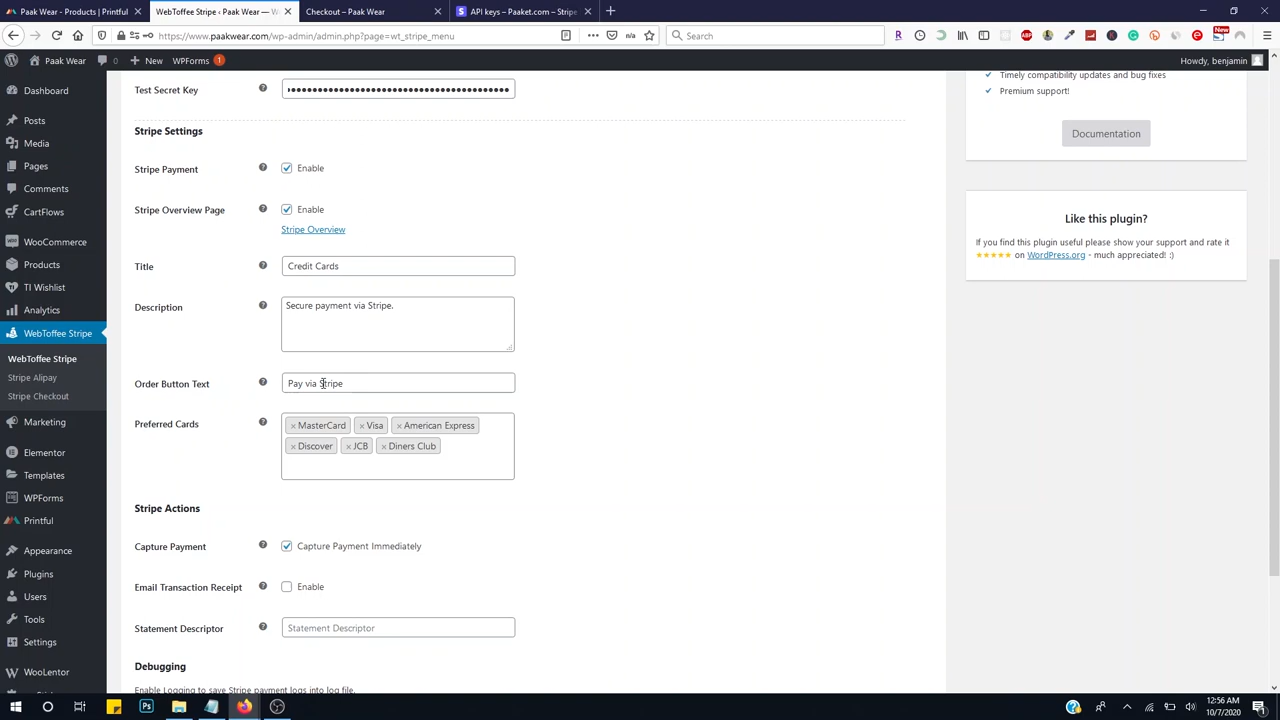 Paak Wear - Products | Printful
WebToffee Stripe ‹ Paak Wear — W
Checkout – Paak Wear
API keys – Paaket.com – Stripe
https://www.paakwear.com/wp-admin/admin.php?page=wt_stripe_menu
Search
New
Paak Wear
0
New
WPForms
1
Howdy, benjamin
Dashboard
Posts
Media
Pages
Comments
CartFlows
WooCommerce
Products
TI Wishlist
Analytics
WebToffee Stripe
WebToffee Stripe
Stripe Alipay
Stripe Checkout
Marketing
Elementor
Templates
WPForms
Printful
Appearance
Plugins
Users
Tools
Settings
WooLentor
Test Secret Key
Stripe Settings
Stripe Payment
Enable
Stripe Overview Page
Enable
Stripe Overview
Title
Credit Cards
Description
Secure payment via Stripe.
Order Button Text
Pay via Stripe
Preferred Cards
× MasterCard × Visa × American Express
× Discover × JCB × Diners Club
Stripe Actions
Capture Payment
Capture Payment Immediately
Email Transaction Receipt
Enable
Statement Descriptor
Statement Descriptor
Debugging
Enable Logging to save Stripe payment logs into log file.
Timely compatibility updates and bug fixes
Premium support!
Documentation
Like this plugin?
If you find this plugin useful please show your support and rate it
★★★★★ on WordPress.org - much appreciated! :)
12:56 AM
10/7/2020